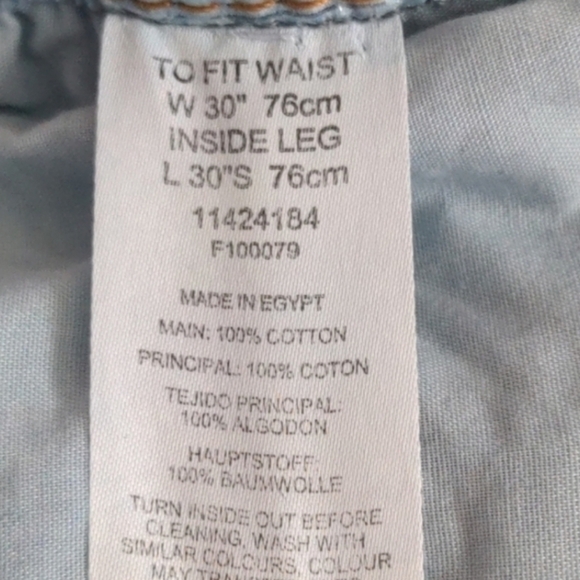 TO FIT WAIST
W 30" 76cm
INSIDE LEG
L 30"S 76cm
11424184
F100079
MADE IN EGYPT
MAIN: 100% COTTON
PRINCIPAL: 100% COTON
TEJIDO PRINCIPAL:
100% ALGODON
HAUPTSTOFF:
100% BAUMWOLLE
TURN INSIDE OUT BEFORE
CLEANING, WASH WITH
SIMILAR COLOURS, COLOUR
MAY